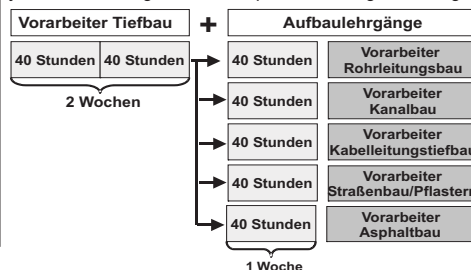 Vorarbeiter Tiefbau + Aufbaulehrgänge
40 Stunden 40 Stunden 40 Stunden Vorarbeiter
Rohrleitungsbau
2 Wochen
40 Stunden Vorarbeiter
Kanalbau
40 Stunden Vorarbeiter
Kabelleitungstiefbau
40 Stunden Vorarbeiter
Straßenbau/Pflastern
40 Stunden Vorarbeiter
Asphaltbau
1 Woche